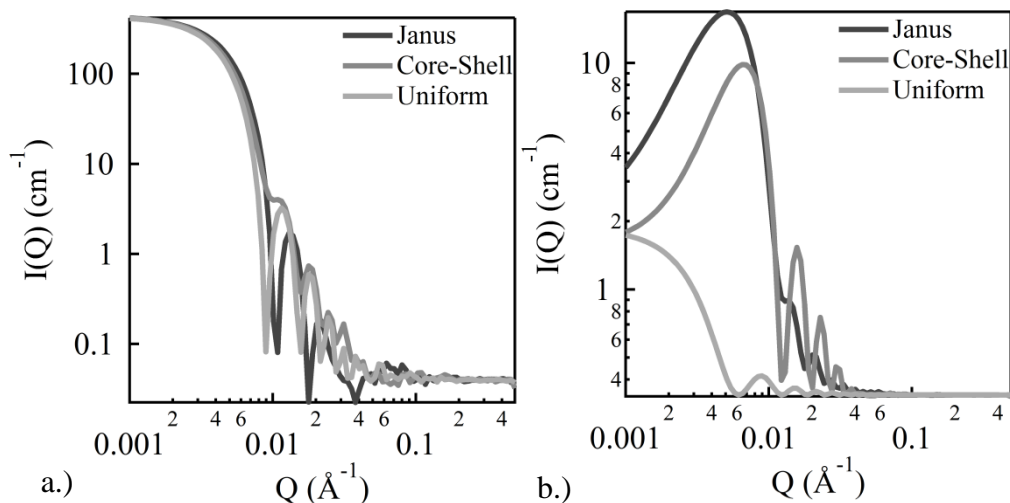 Janus
Core-Shell
Uniform
I(Q) (cm⁻¹)
100
10
1
0.1
2 4 6 2 4 6 2 4
0.001 0.01 0.1
Q (Å⁻¹)
a.)
Janus
Core-Shell
Uniform
I(Q) (cm⁻¹)
10
8
6
4
2
1
8
6
4
2 4 6 2 4 6 2 4
0.001 0.01 0.1
Q (Å⁻¹)
b.)